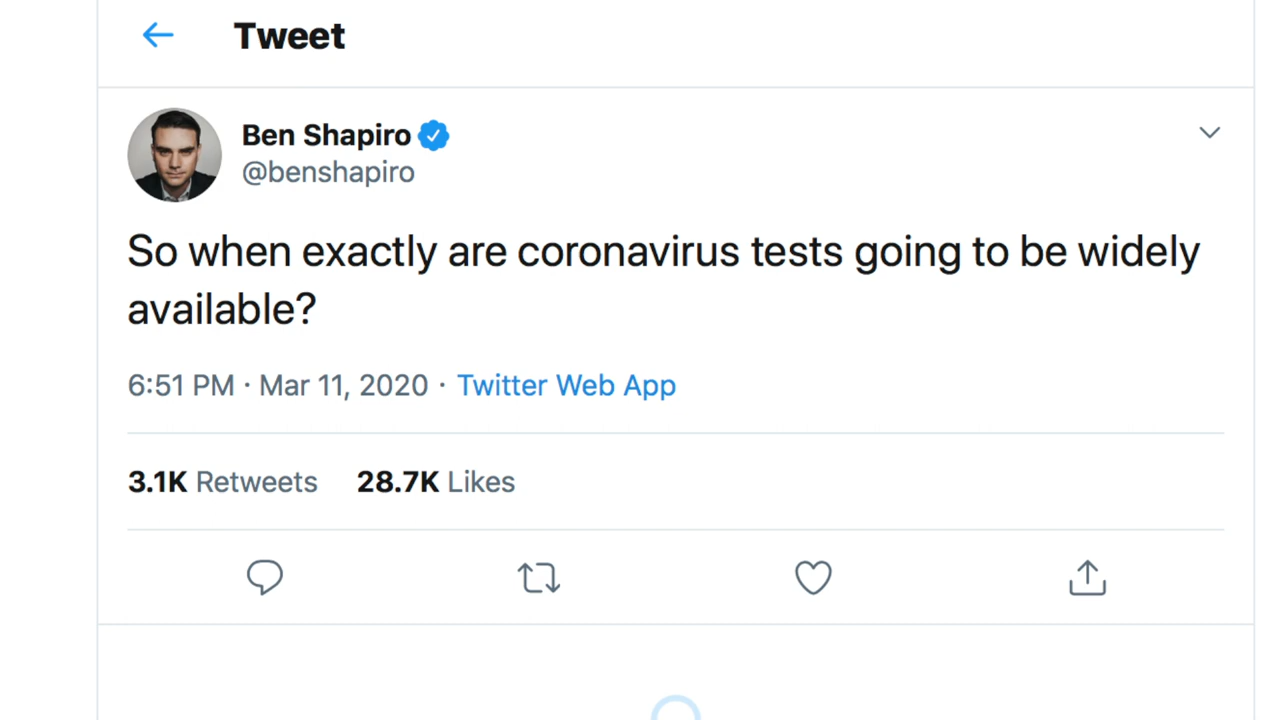 Tweet
Ben Shapiro
@benshapiro
So when exactly are coronavirus tests going to be widely
available?
6:51 PM · Mar 11, 2020 · Twitter Web App
3.1K Retweets 28.7K Likes